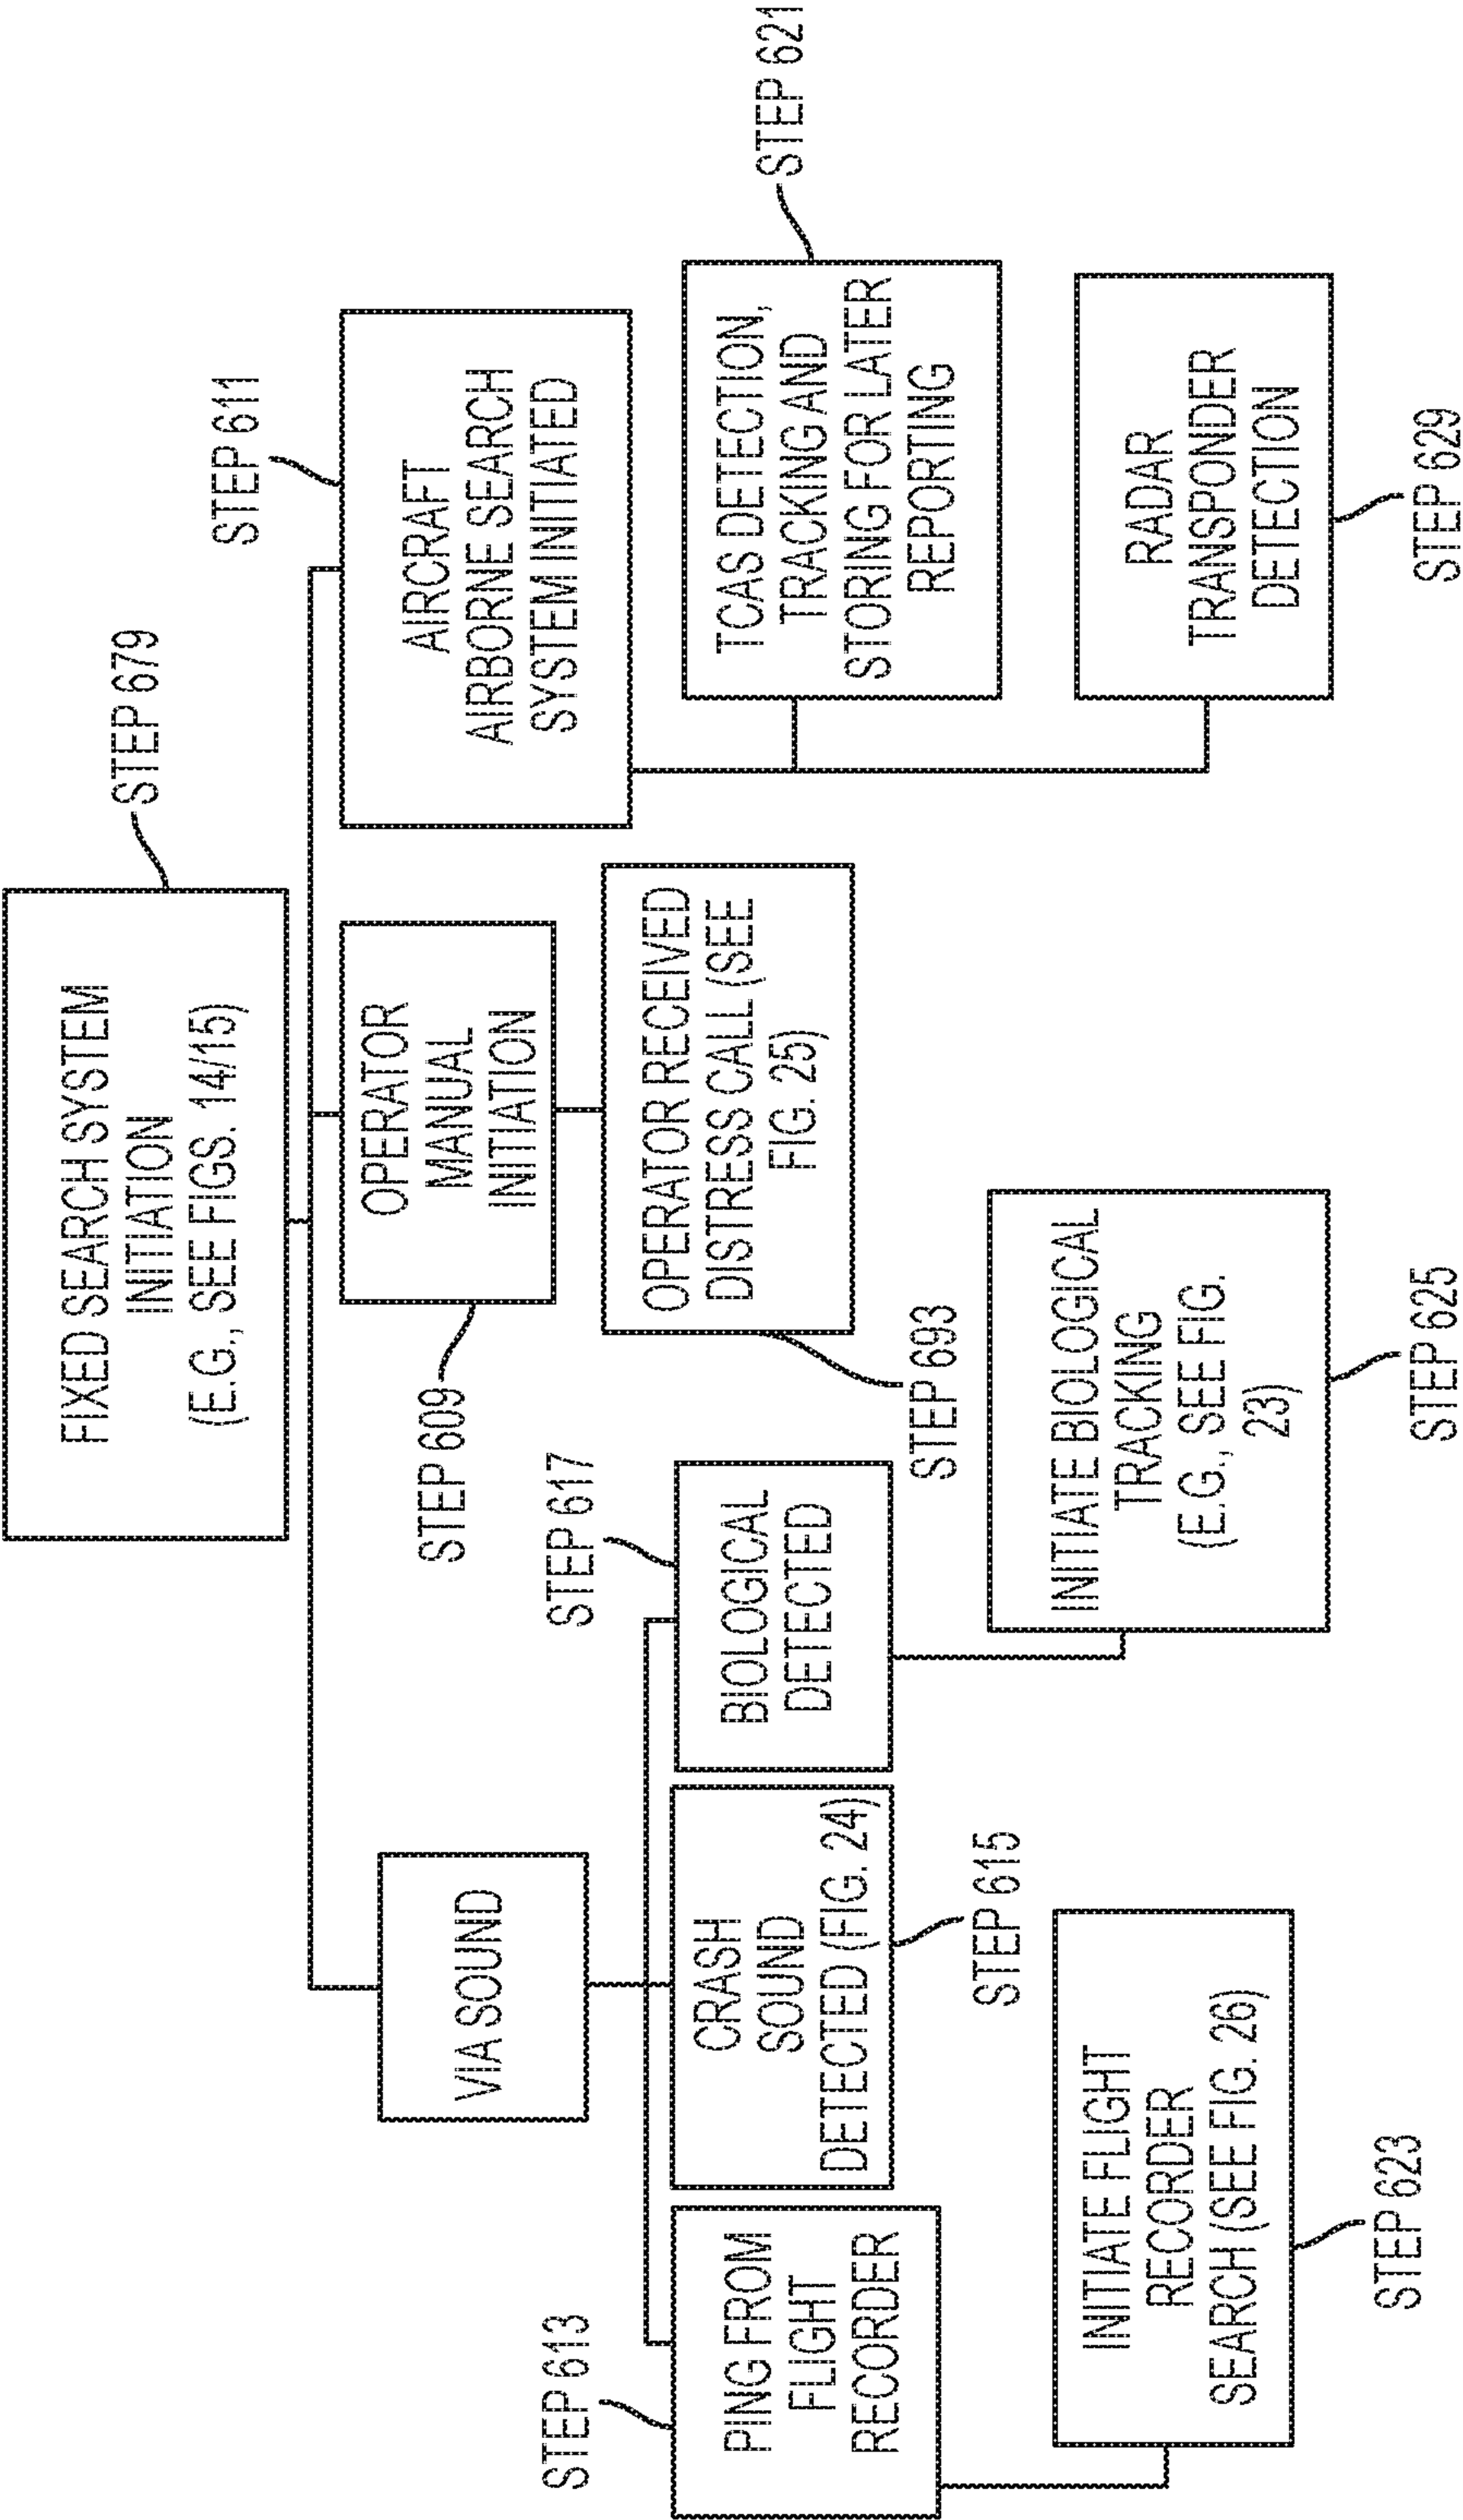 FIXED SEARCH SYSTEM
INITIATION
(E.G., SEE FIGS. 14/15)
STEP 679
VIA SOUND
OPERATOR
MANUAL
INITIATION
STEP 609
AIRCRAFT
AIRBORNE SEARCH
SYSTEM INITIATED
STEP 611
STEP 613
PING FROM
FLIGHT
RECORDER
CRASH
SOUND
DETECTED (FIG. 24)
STEP 615
STEP 617
BIOLOGICAL
DETECTED
OPERATOR RECEIVED
DISTRESS CALL (SEE
FIG. 25)
STEP 693
TCAS DETECTION,
TRACKING AND
STORING FOR LATER
REPORTING
STEP 621
INITIATE FLIGHT
RECORDER
SEARCH (SEE FIG. 26)
STEP 623
INITIATE BIOLOGICAL
TRACKING
(E.G., SEE FIG.
23)
STEP 625
RADAR
TRANSPONDER
DETECTION
STEP 629